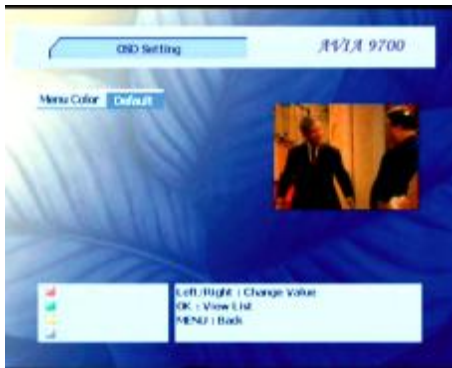 OSD Setting
AVIA 9700
Menu Color Default
Left/Right : Change Value
OK : View List
MENU : Back